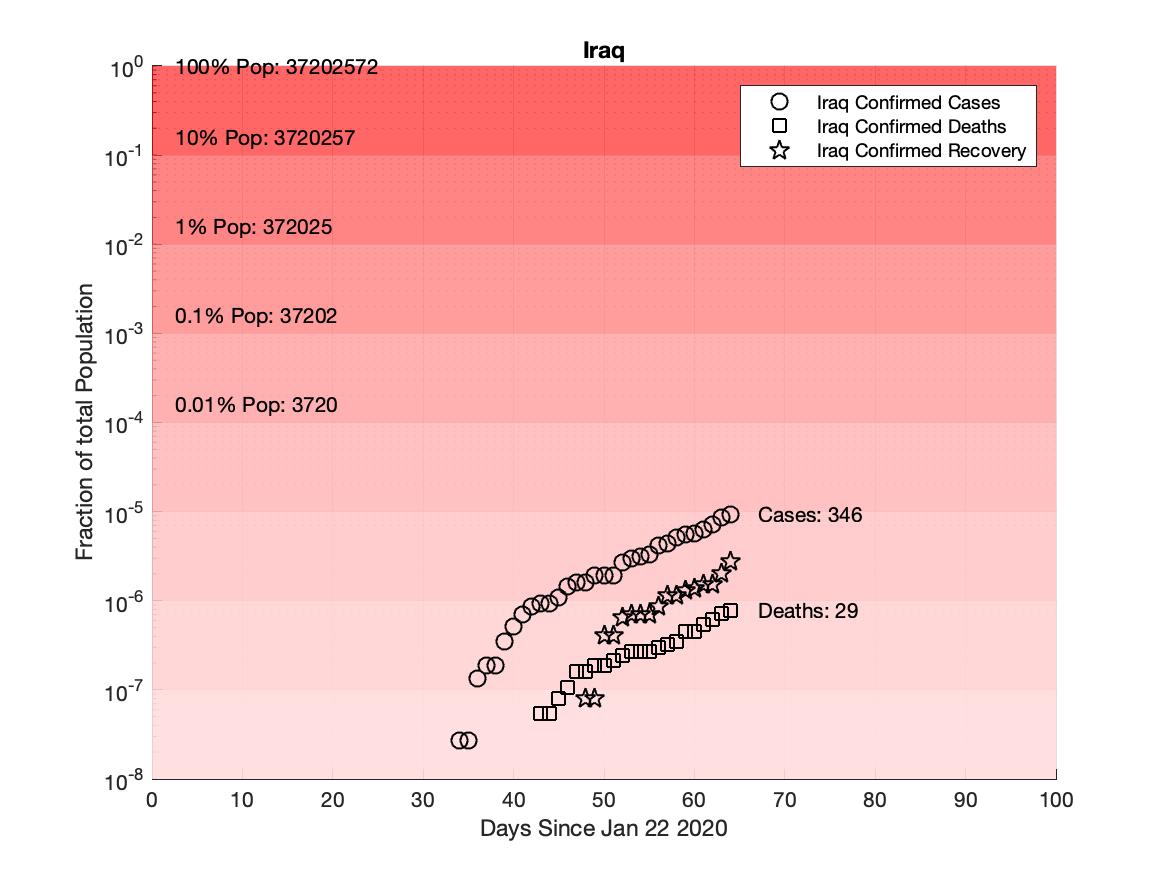 Iraq
10⁰
100% Pop: 37202572
Iraq Confirmed Cases
Iraq Confirmed Deaths
Iraq Confirmed Recovery
10% Pop: 3720257
10⁻¹
1% Pop: 372025
10⁻²
0.1% Pop: 37202
10⁻³
0.01% Pop: 3720
10⁻⁴
10⁻⁵
Cases: 346
10⁻⁶
Deaths: 29
10⁻⁷
10⁻⁸
Fraction of total Population
0 10 20 30 40 50 60 70 80 90 100
Days Since Jan 22 2020